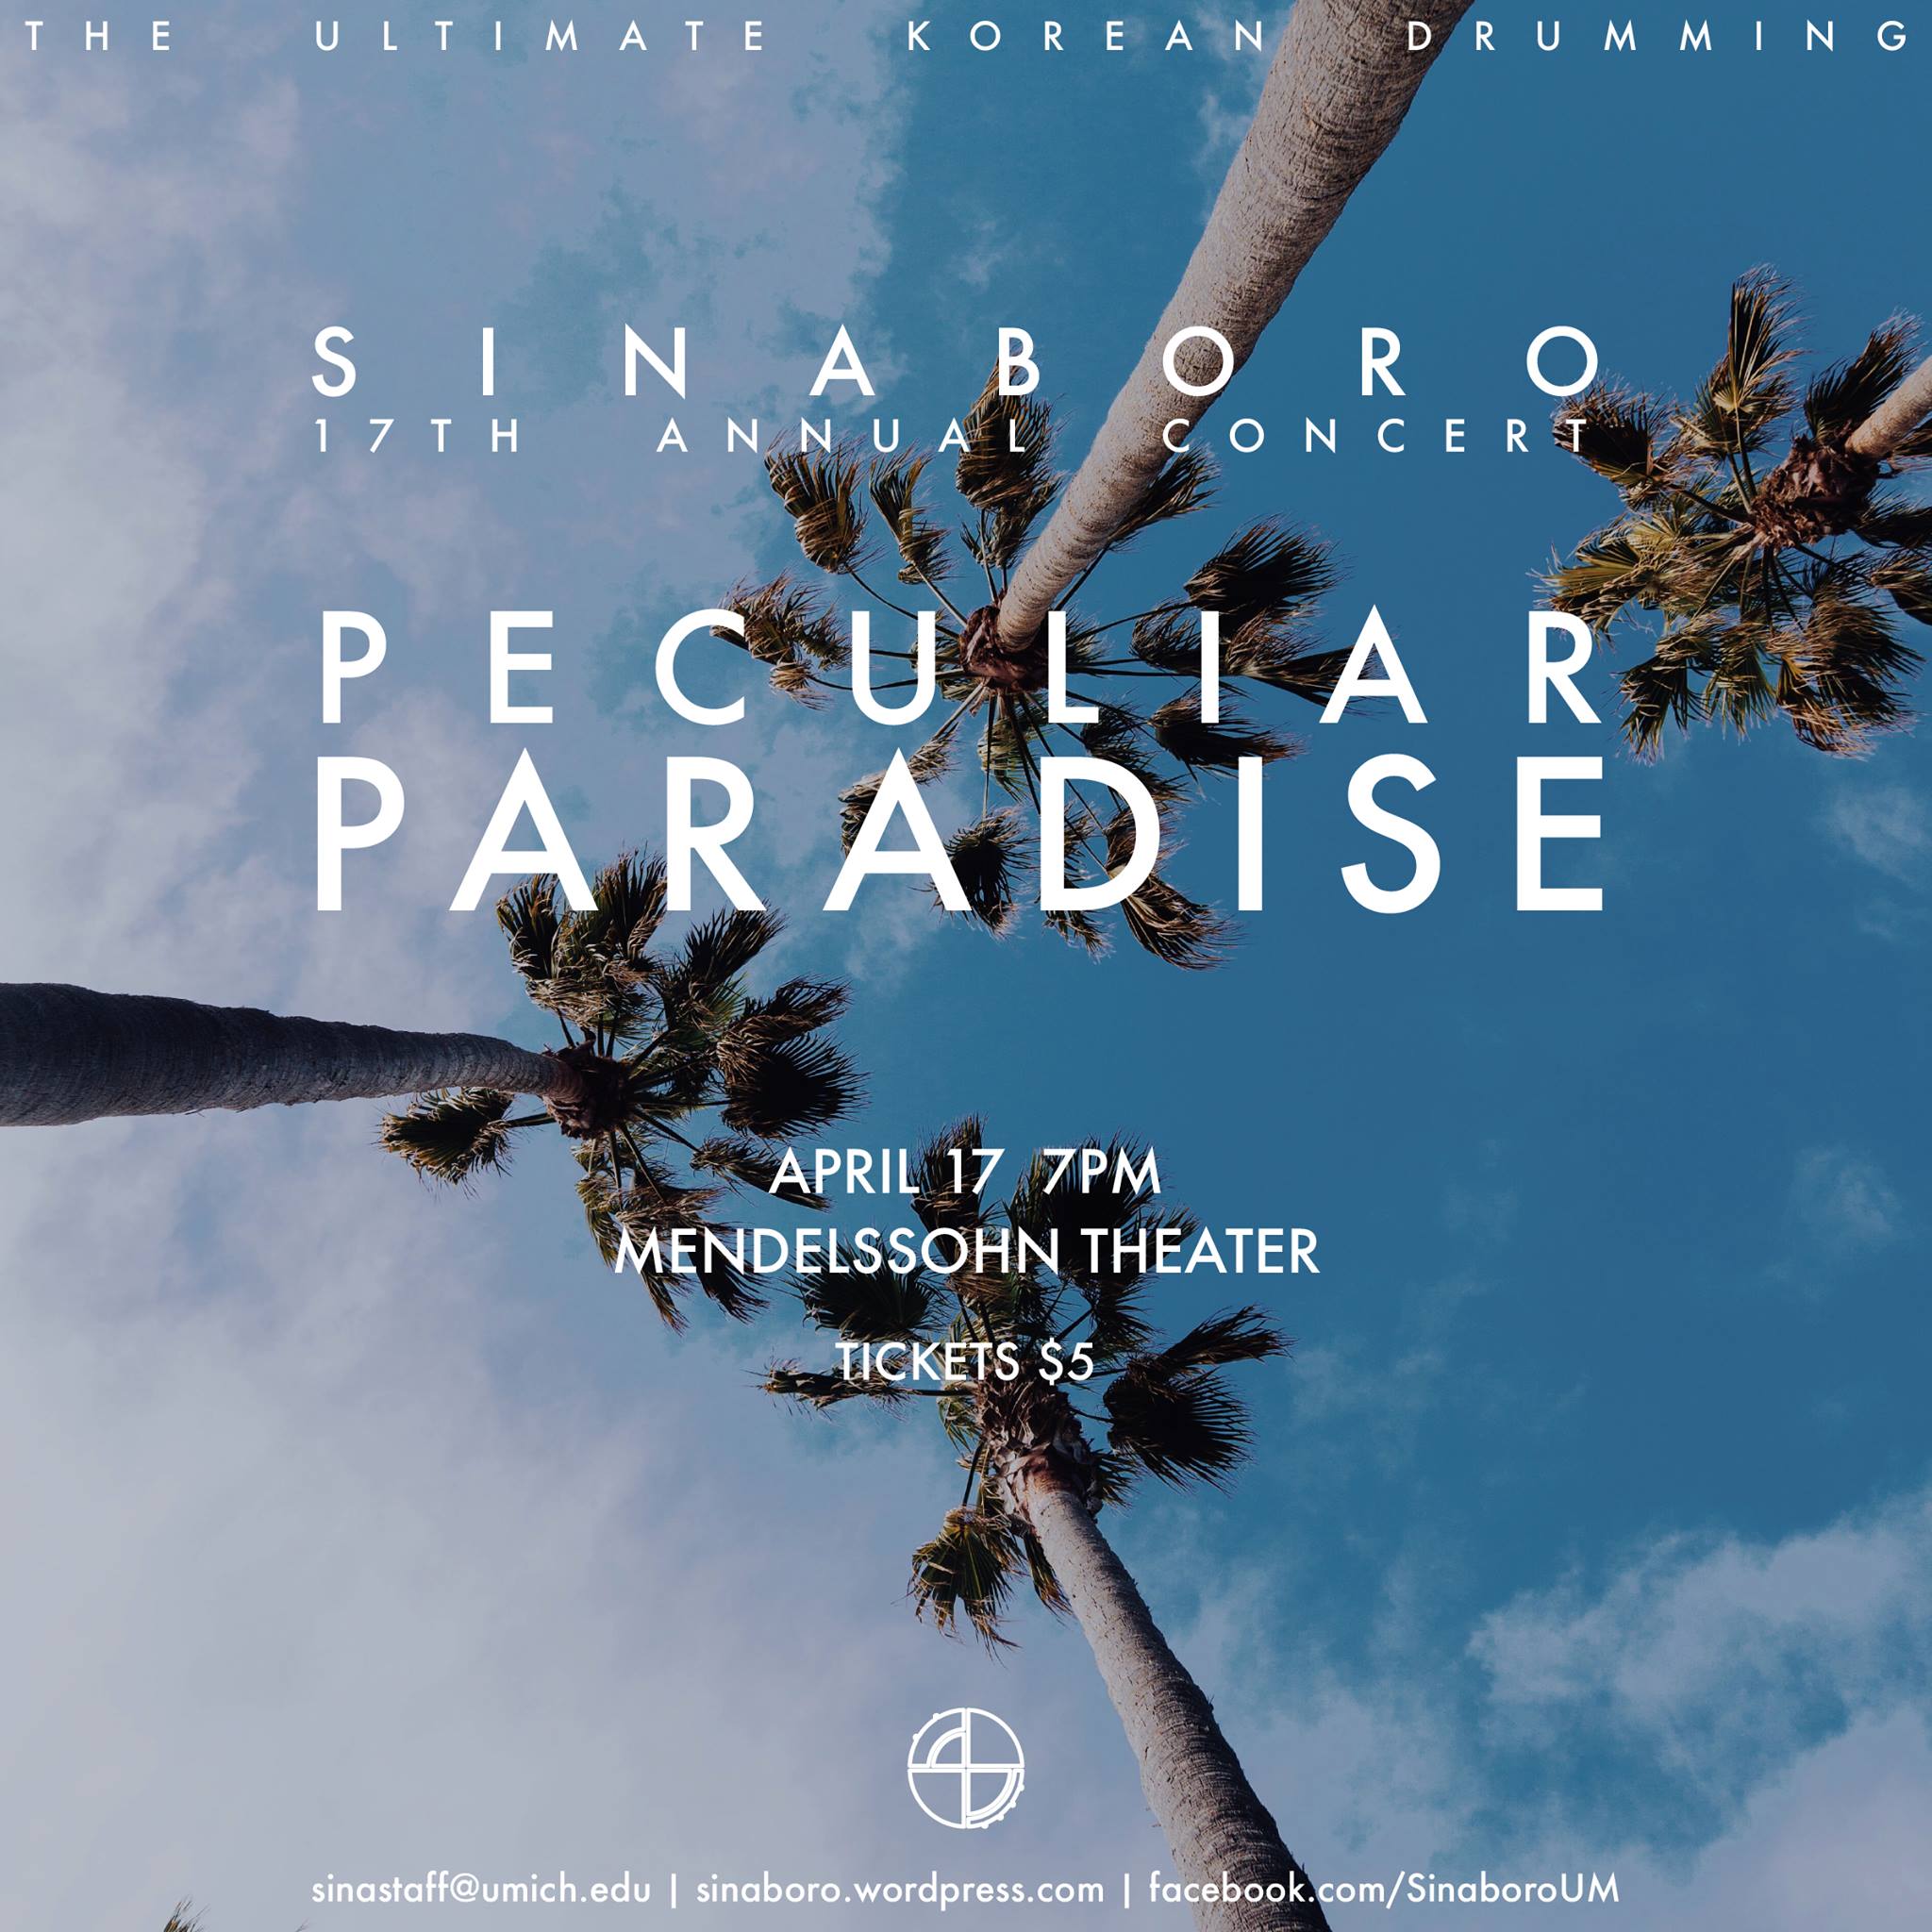 THE ULTIMATE KOREAN DRUMMING
SINABORO
17TH ANNUAL CONCERT
PECULIAR
PARADISE
APRIL 17 7PM
MENDELSSOHN THEATER
TICKETS $5
sinastaff@umich.edu | sinaboro.wordpress.com | facebook.com/SinaboroUM